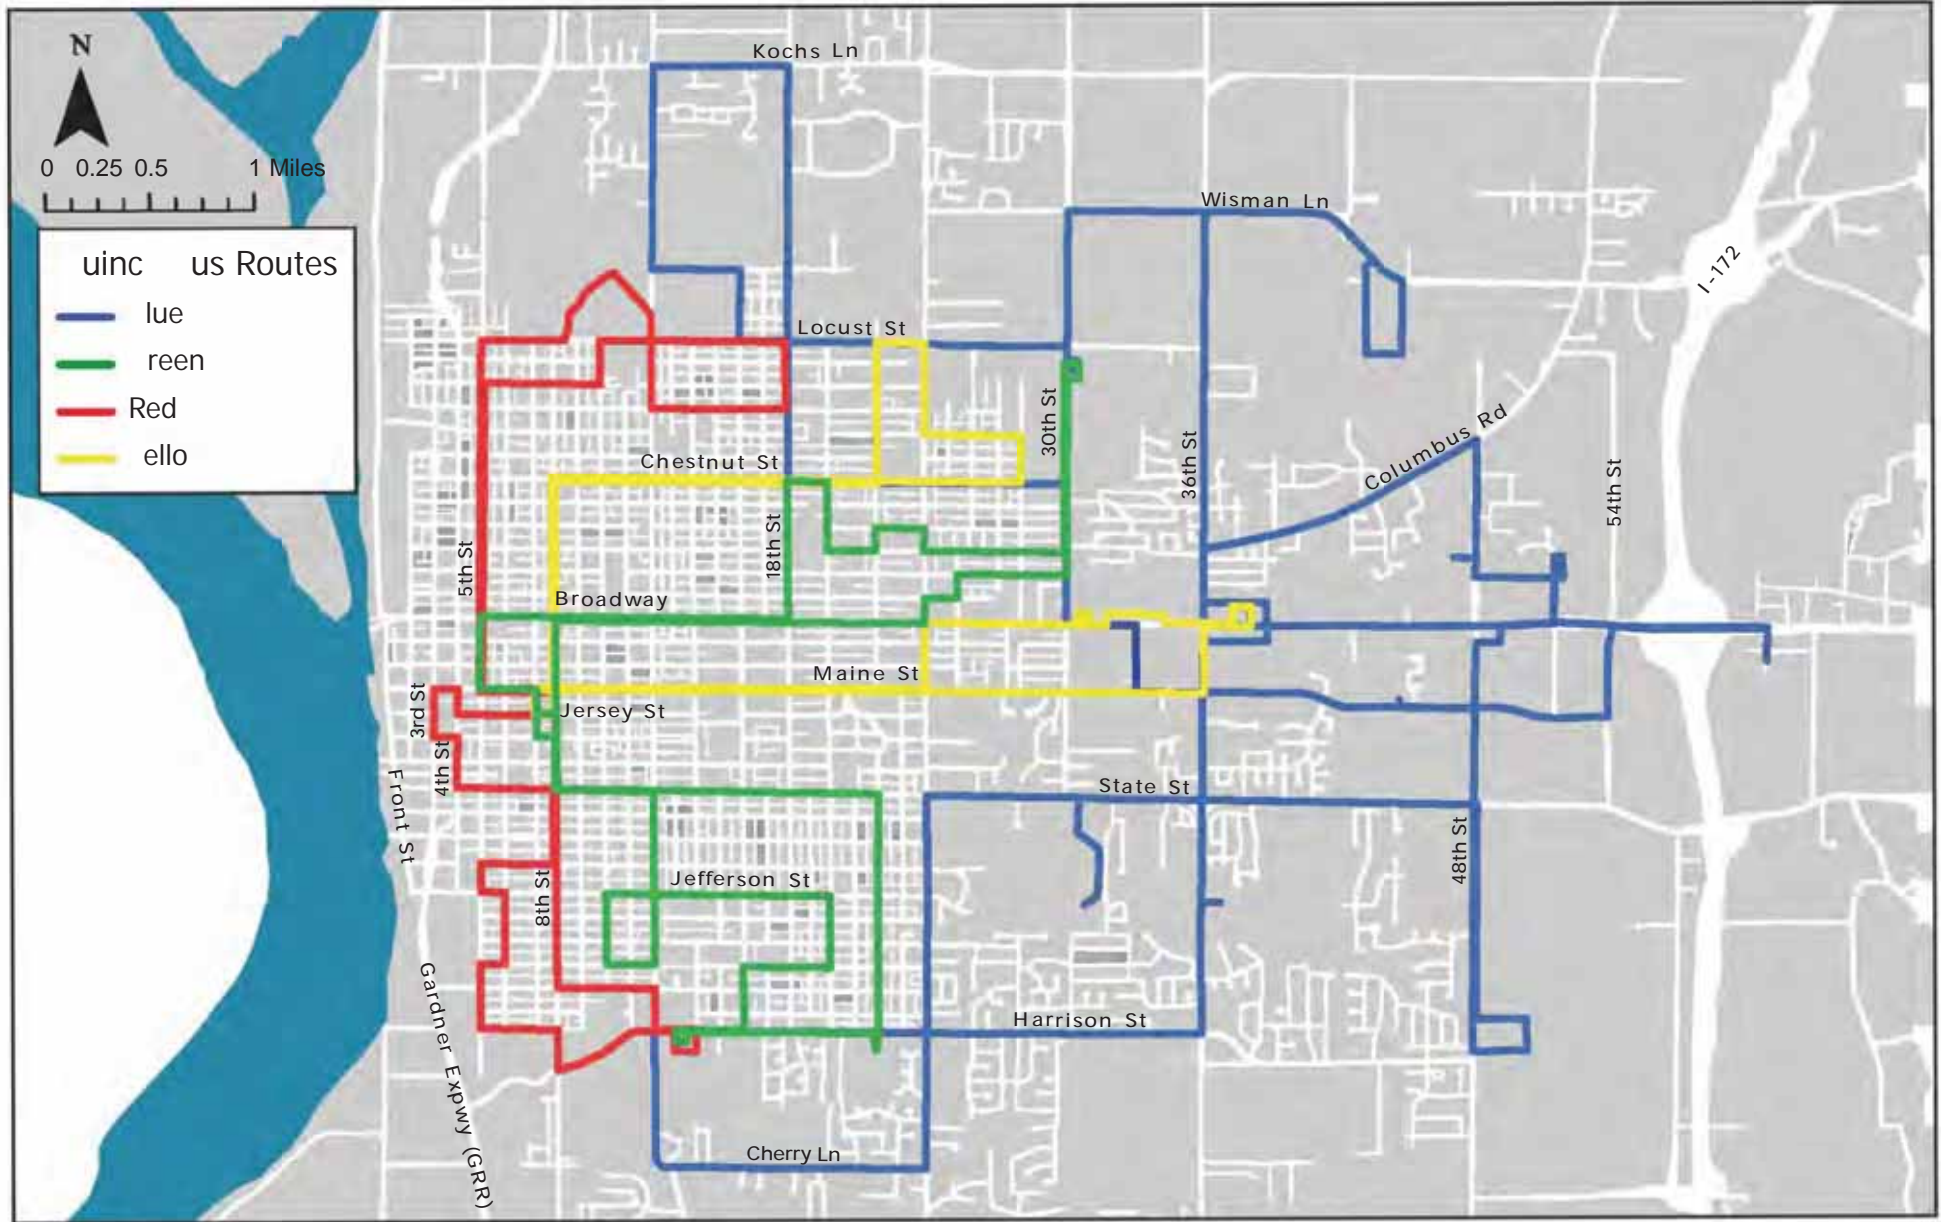 Kochs Ln
N
0 0.25 0.5 1 Miles
Wisman Ln
uinc us Routes
lue
reen
Red
ello
I-172
Locust St
30th St
36th St
Columbus Rd
54th St
Chestnut St
18th St
5th St
Broadway
Maine St
3rd St
Jersey St
4th St
Front St
State St
48th St
8th St
Jefferson St
Gardner Expwy (GRR)
Harrison St
Cherry Ln